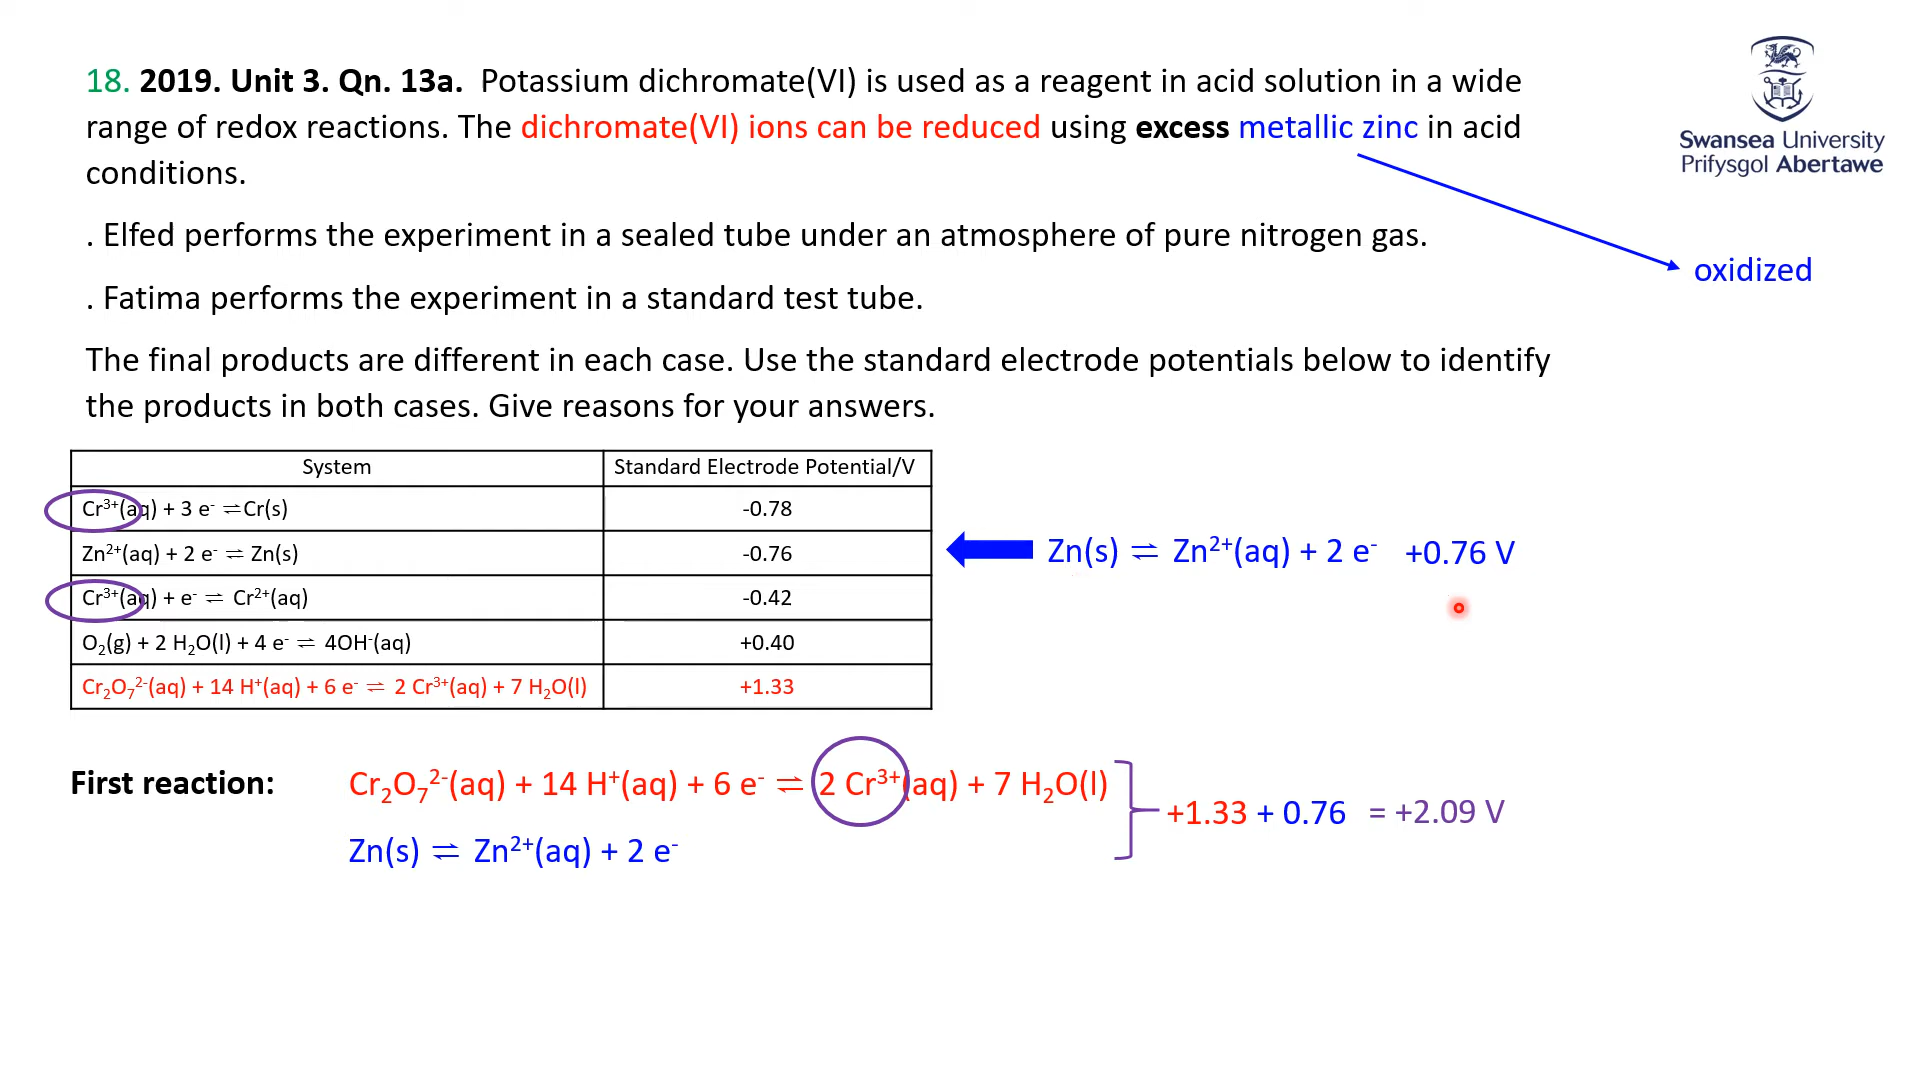 18. 2019. Unit 3. Qn. 13a. Potassium dichromate(VI) is used as a reagent in acid solution in a wide
range of redox reactions. The dichromate(VI) ions can be reduced using excess metallic zinc in acid
conditions.
Swansea University
Prifysgol Abertawe
. Elfed performs the experiment in a sealed tube under an atmosphere of pure nitrogen gas.
oxidized
. Fatima performs the experiment in a standard test tube.
The final products are different in each case. Use the standard electrode potentials below to identify
the products in both cases. Give reasons for your answers.
System Standard Electrode Potential/V
Cr³⁺(aq) + 3 e⁻ ⇌Cr(s) -0.78
Zn²⁺(aq) + 2 e⁻ ⇌ Zn(s) -0.76
Zn(s) ⇌ Zn²⁺(aq) + 2 e⁻ +0.76 V
Cr³⁺(aq) + e⁻ ⇌ Cr²⁺(aq) -0.42
O₂(g) + 2 H₂O(l) + 4 e⁻ ⇌ 4OH⁻(aq) +0.40
Cr₂O₇²⁻(aq) + 14 H⁺(aq) + 6 e⁻ ⇌ 2 Cr³⁺(aq) + 7 H₂O(l) +1.33
First reaction: Cr₂O₇²⁻(aq) + 14 H⁺(aq) + 6 e⁻ ⇌ 2 Cr³⁺(aq) + 7 H₂O(l)
+1.33 + 0.76 = +2.09 V
Zn(s) ⇌ Zn²⁺(aq) + 2 e⁻